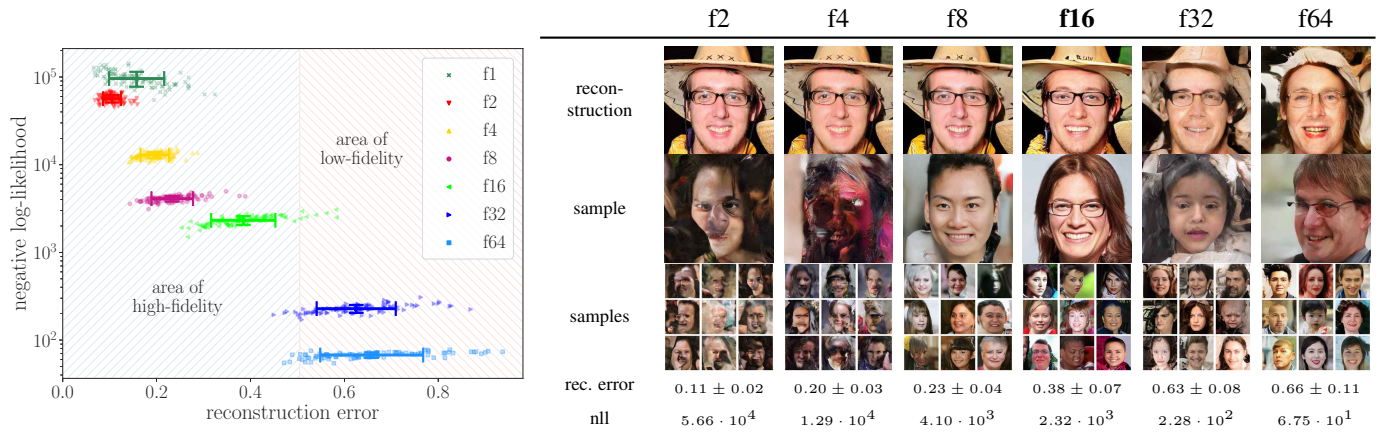 negative log-likelihood
10^5
10^4
10^3
10^2
0.0 0.2 0.4 0.6 0.8
reconstruction error
area of
low-fidelity
area of
high-fidelity
f1
f2
f4
f8
f16
f32
f64
f2 f4 f8 f16 f32 f64
recon-
struction
sample
samples
rec. error 0.11 ± 0.02 0.20 ± 0.03 0.23 ± 0.04 0.38 ± 0.07 0.63 ± 0.08 0.66 ± 0.11
nll 5.66 · 10^4 1.29 · 10^4 4.10 · 10^3 2.32 · 10^3 2.28 · 10^2 6.75 · 10^1